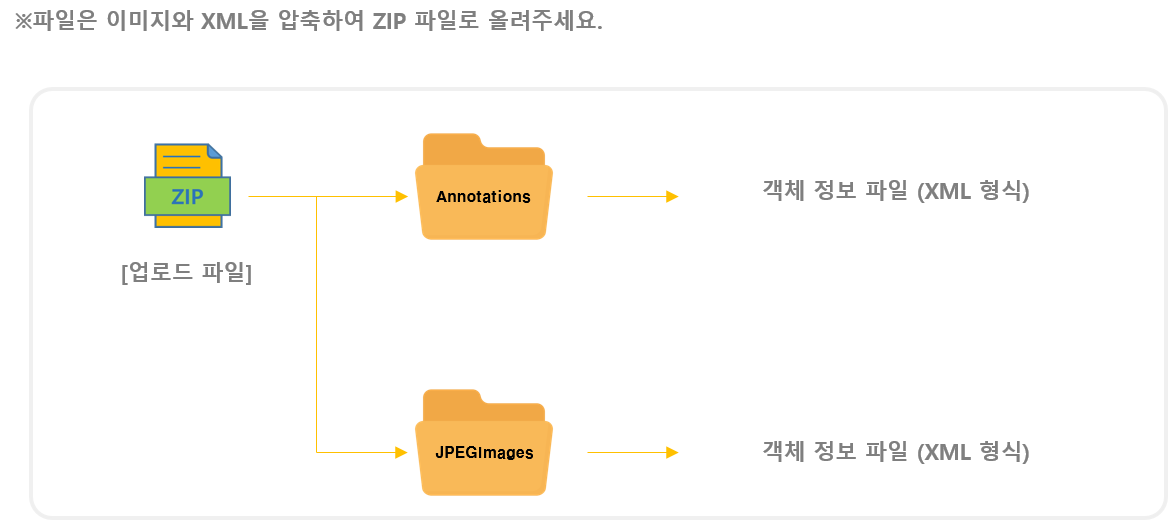 ※파일은 이미지와 XML을 압축하여 ZIP 파일로 올려주세요.
ZIP
[업로드 파일]
Annotations
객체 정보 파일 (XML 형식)
JPEGImages
객체 정보 파일 (XML 형식)